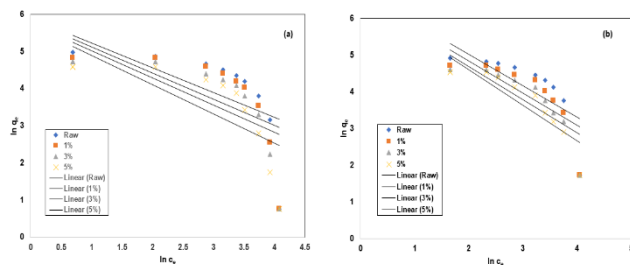 (a)
6
5
4
3
2
1
0
ln qe
Raw
1%
3%
5%
Linear (Raw)
Linear (1%)
Linear (3%)
Linear (5%)
0 0.5 1 1.5 2 2.5 3 3.5 4 4.5
ln ce
(b)
6
5
4
3
2
1
0
ln qe
Raw
1%
3%
5%
Linear (Raw)
Linear (1%)
Linear (3%)
Linear (5%)
0 1 2 3 4 5
ln ce